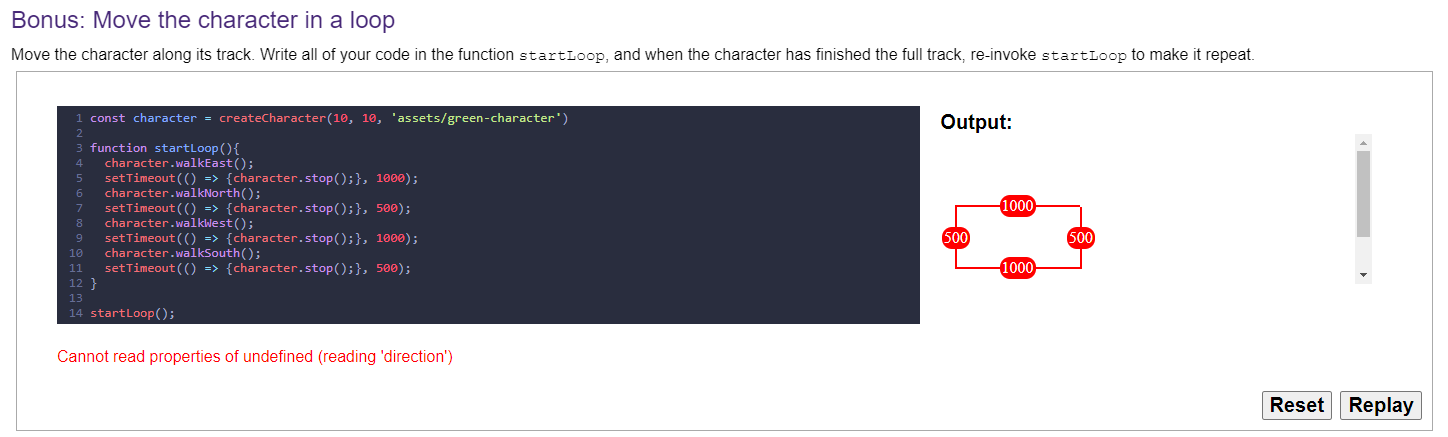 Bonus: Move the character in a loop
Move the character along its track. Write all of your code in the function startLoop, and when the character has finished the full track, re-invoke startLoop to make it repeat.
1 const character = createCharacter(10, 10, 'assets/green-character')
2
3 function startLoop(){
4   character.walkEast();
5   setTimeout(() => {character.stop();}, 1000);
6   character.walkNorth();
7   setTimeout(() => {character.stop();}, 500);
8   character.walkWest();
9   setTimeout(() => {character.stop();}, 1000);
10   character.walkSouth();
11   setTimeout(() => {character.stop();}, 500);
12 }
13
14 startLoop();
Cannot read properties of undefined (reading 'direction')
Output:
1000
500 500
1000
Reset Replay